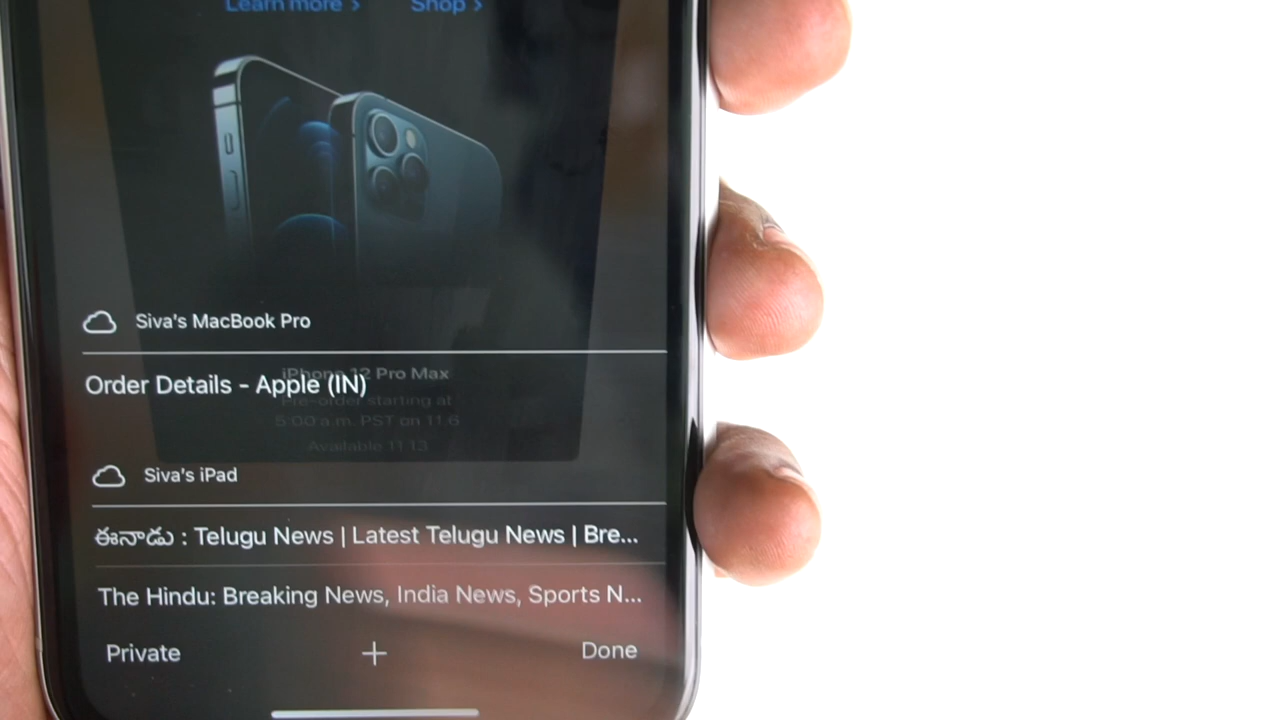 Learn more >
Shop >
Siva's MacBook Pro
iPhone 12 Pro Max
Order Details - Apple (IN)
Pre-order starting at
5:00 a.m. PST on 11.6
Available 11.13
Siva's iPad
ఈనాడు : Telugu News | Latest Telugu News | Bre...
The Hindu: Breaking News, India News, Sports N...
Private
+
Done